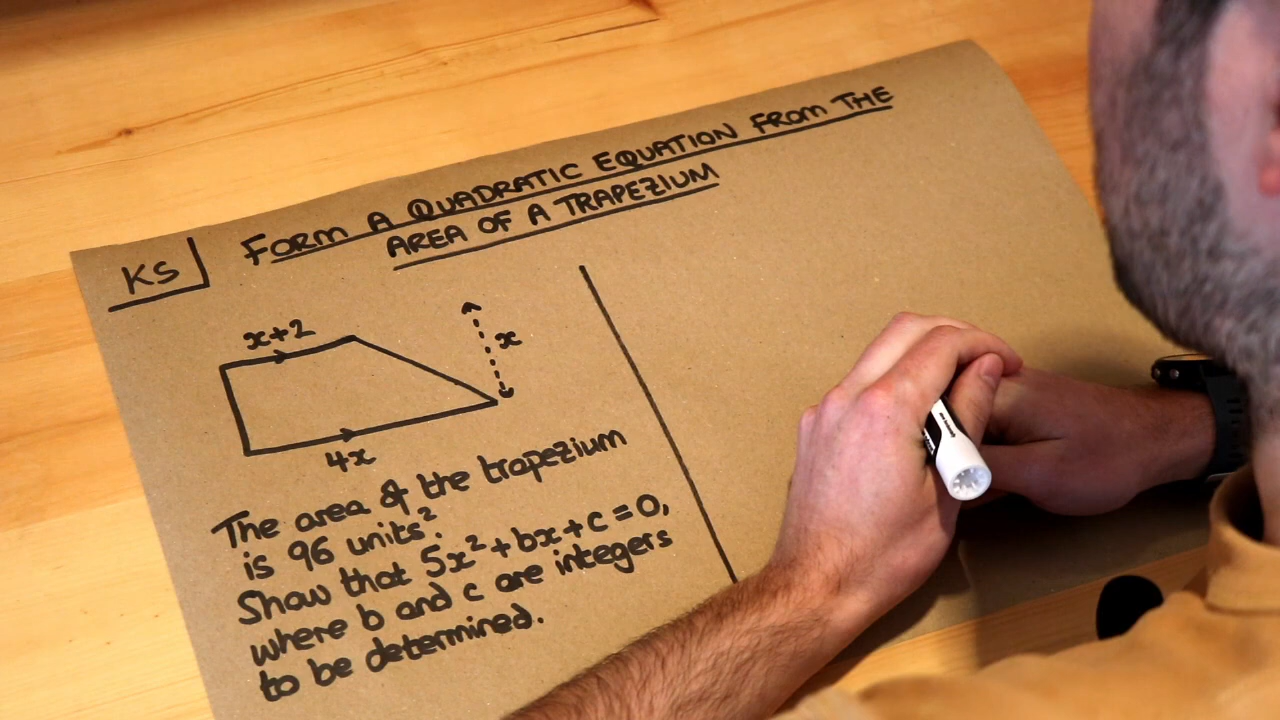 KS
FORM A QUADRATIC EQUATION FROM THE
AREA OF A TRAPEZIUM
x+2
x
4x
The area of the trapezium
is 96 units².
Show that 5x²+bx+c=0,
where b and c are integers
to be determined.